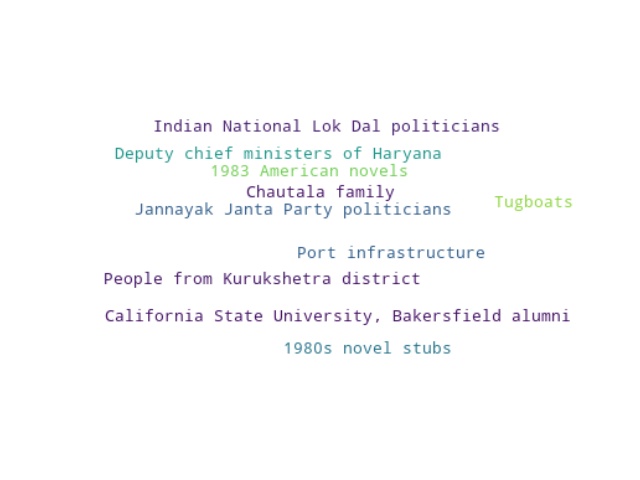 Indian National Lok Dal politicians
Deputy chief ministers of Haryana
1983 American novels
Chautala family
Tugboats
Jannayak Janta Party politicians
Port infrastructure
People from Kurukshetra district
California State University, Bakersfield alumni
1980s novel stubs